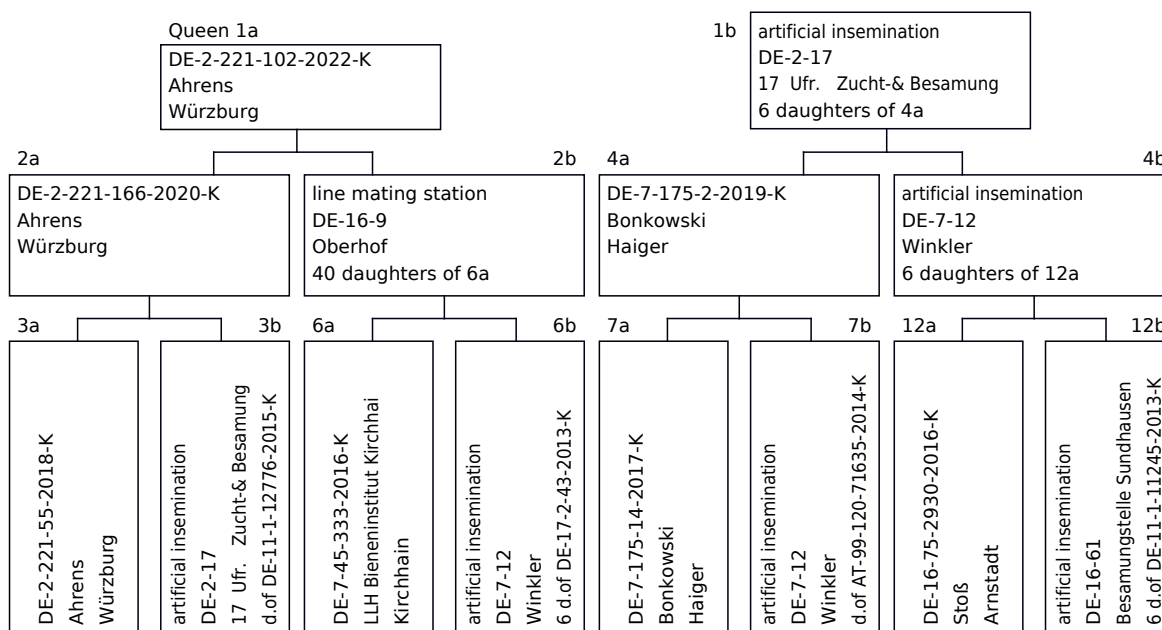 Queen 1a
DE-2-221-102-2022-K
Ahrens
Würzburg
1b
artificial insemination
DE-2-17
17 Ufr. Zucht-& Besamung
6 daughters of 4a
2a
DE-2-221-166-2020-K
Ahrens
Würzburg
2b
line mating station
DE-16-9
Oberhof
40 daughters of 6a
4a
DE-7-175-2-2019-K
Bonkowski
Haiger
4b
artificial insemination
DE-7-12
Winkler
6 daughters of 12a
3a
DE-2-221-55-2018-K
Ahrens
Würzburg
3b
artificial insemination
DE-2-17
17 Ufr. Zucht-& Besamung
d.of DE-11-1-12776-2015-K
6a
DE-7-45-333-2016-K
LLH Bieneninstitut Kirchhai
Kirchhain
6b
artificial insemination
DE-7-12
Winkler
6 d.of DE-17-2-43-2013-K
7a
DE-7-175-14-2017-K
Bonkowski
Haiger
7b
artificial insemination
DE-7-12
Winkler
d.of AT-99-120-71635-2014-K
12a
DE-16-75-2930-2016-K
Stoß
Arnstadt
12b
artificial insemination
DE-16-61
Besamungstelle Sundhausen
6 d.of DE-11-1-11245-2013-K